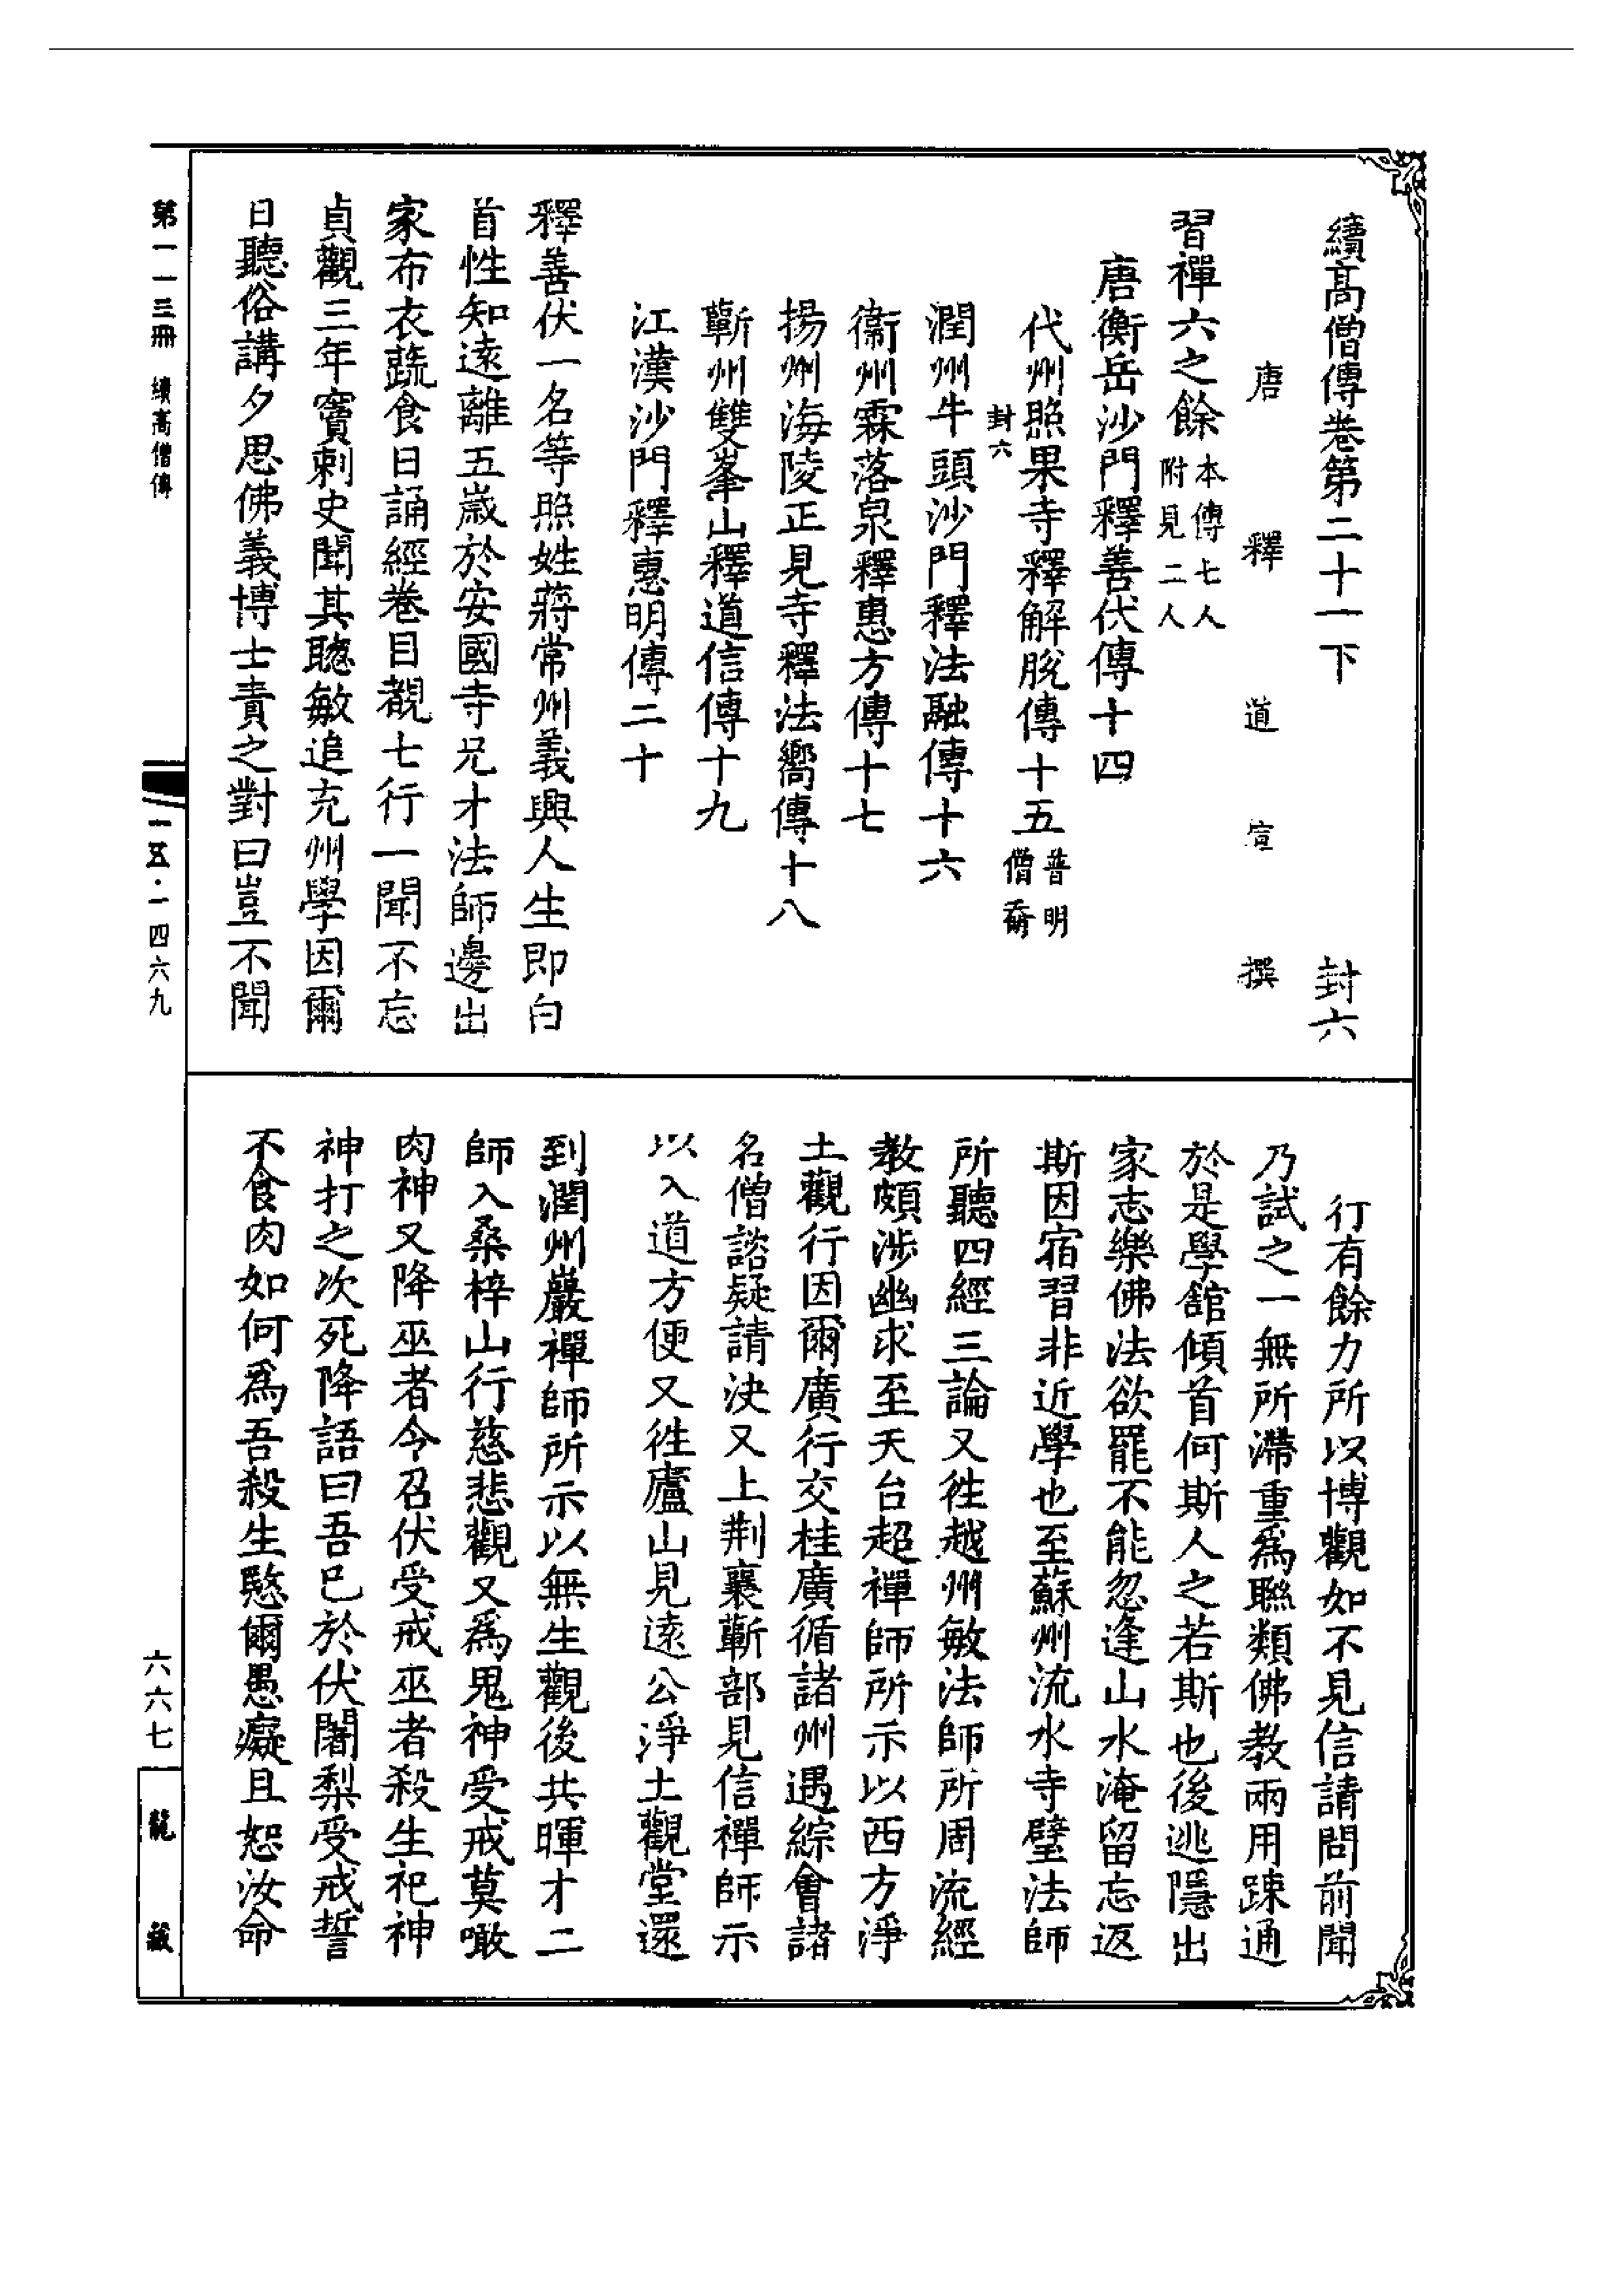 續高僧傳卷第二十一下　封六
唐釋道宣撰
習禪六之餘 本傳七人 附見二人
唐衡岳沙門釋善伏傳十四
代州照果寺釋解脫傳十五 普明 僧奣
封六
潤州牛頭沙門釋法融傳十六
衞州霖落泉釋惠方傳十七
揚州海陵正見寺釋法嚮傳十八
蘄州雙峯山釋道信傳十九
江漢沙門釋惠明傳二十
釋善伏一名等照姓蔣常州義興人生即白
首性知遠離五歲於安國寺兄才法師邊出
家布衣蔬食日誦經卷目覩七行一聞不忘
貞觀三年竇刺史聞其聰敏追充州學因爾
日聽俗講夕思佛義博士責之對曰豈不聞
行有餘力所以博觀如不見信請問前聞
乃試之一無所滯重爲聯類佛教兩用踈通
於是學舘傾首何斯人之若斯也後逃隱出
家志樂佛法欲罷不能忽逢山水淹留忘返
斯因宿習非近學也至蘇州流水寺璧法師
所聽四經三論又徃越州敏法師所周流經
教頗涉幽求至天台超禪師所示以西方淨
土觀行因爾廣行交桂廣循諸州遇綜會諸
名僧諮疑請決又上荆襄蘄部見信禪師示
以入道方便又徃廬山見遠公淨土觀堂還
到潤州巖禪師所示以無生觀後共暉才二
師入桑梓山行慈悲觀又爲鬼神受戒莫噉
肉神又降巫者令召伏受戒巫者殺生祀神
神打之次死降語曰吾已於伏闍梨受戒誓
不食肉如何爲吾殺生愍爾愚癡且恕汝命
第一一三冊　續高僧傳
一五·一四六九
六六七
龍藏